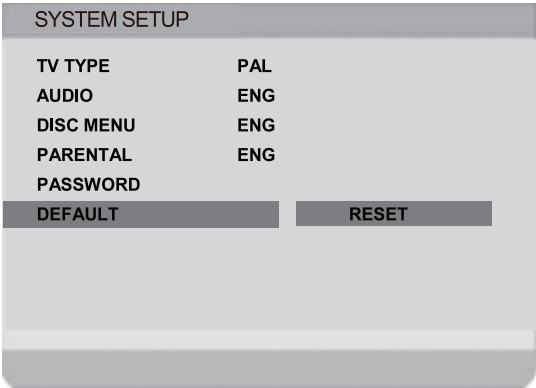 SYSTEM SETUP
TV TYPE PAL
AUDIO ENG
DISC MENU ENG
PARENTAL ENG
PASSWORD
DEFAULT RESET